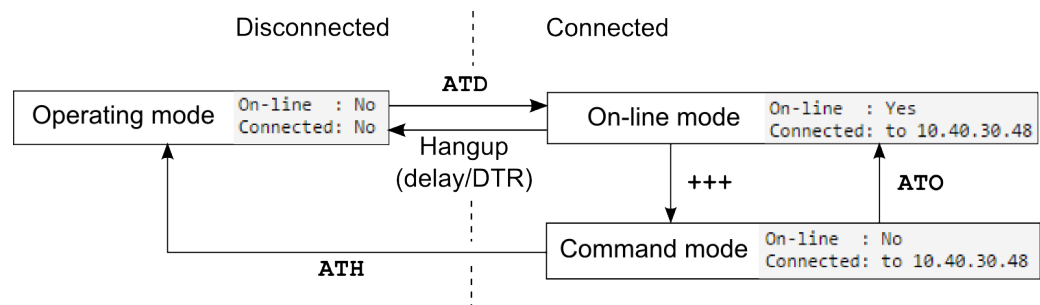 Disconnected
Connected
ATD
Operating mode
On-line  : No
Connected: No
On-line mode
On-line  : Yes
Connected: to 10.40.30.48
Hangup
(delay/DTR)
+++
ATO
Command mode
On-line  : No
Connected: to 10.40.30.48
ATH